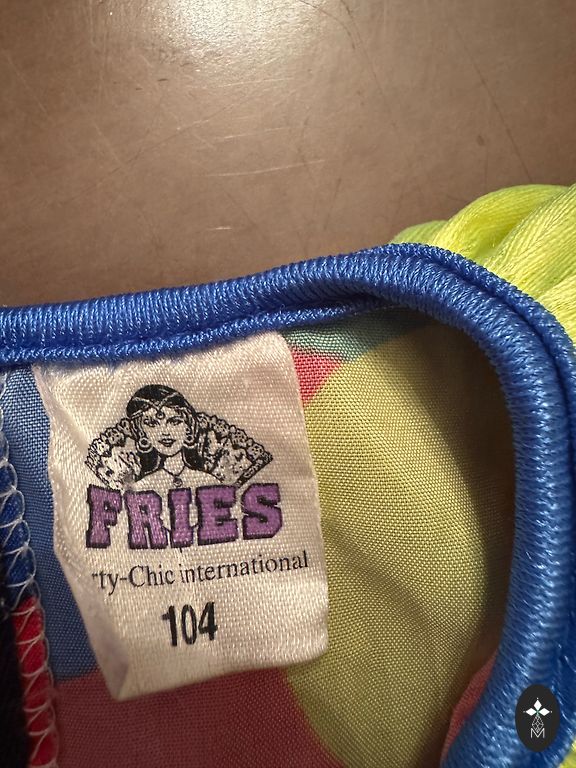 FRIES
rty-Chic international
104
M